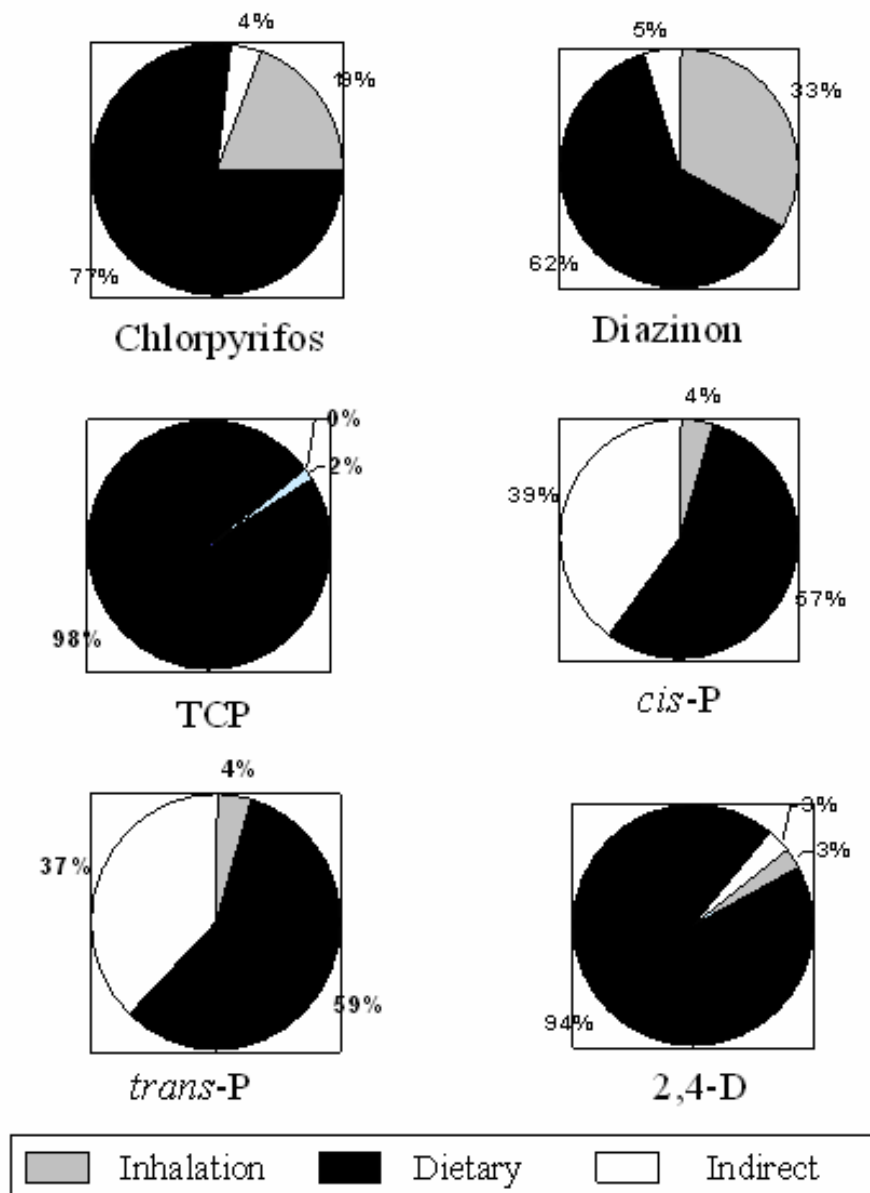 4%
19%
77%
Chlorpyrifos
5%
33%
62%
Diazinon
0%
2%
98%
TCP
4%
39%
57%
cis-P
4%
37%
59%
trans-P
3%
3%
94%
2,4-D
Inhalation Dietary Indirect